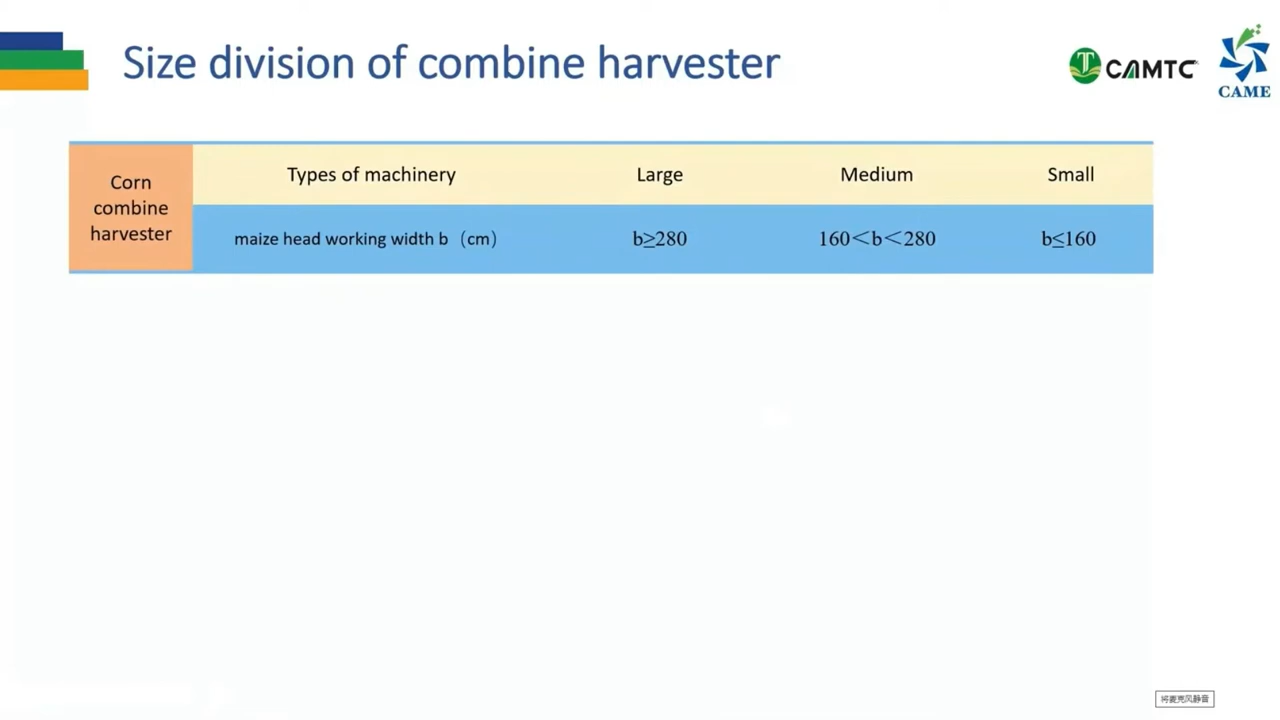 Size division of combine harvester
CAMTC
CAME
Corn
combine
harvester
Types of machinery Large Medium Small
maize head working width b（cm） b≥280 160＜b＜280 b≤160
将麦克风静音